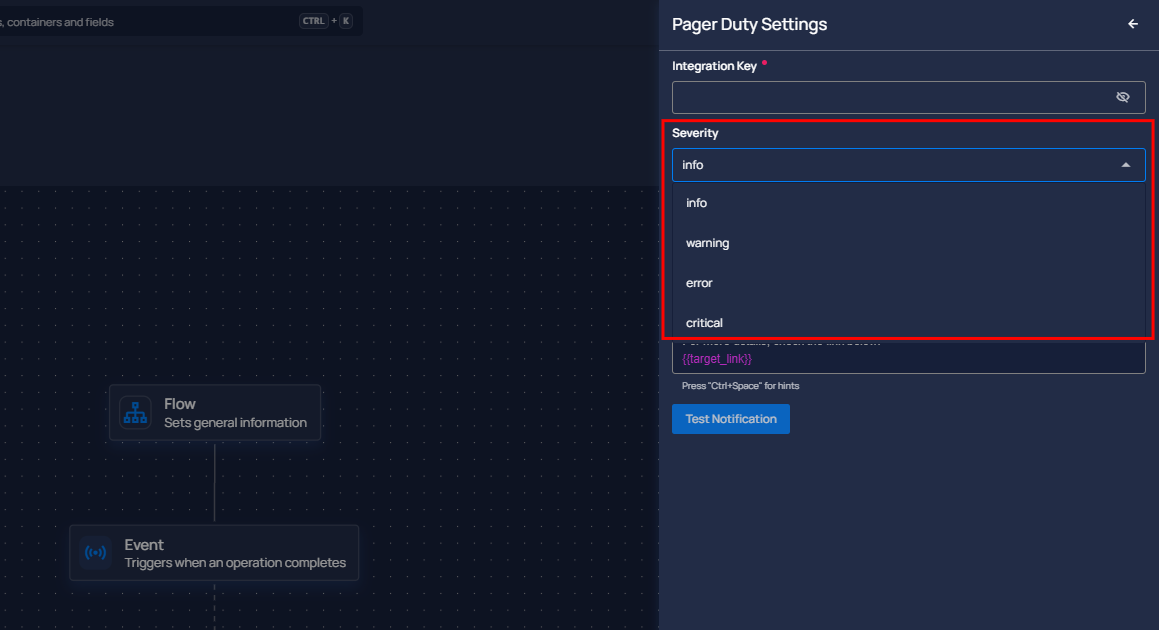 s, containers and fields
CTRL + K
Pager Duty Settings
Integration Key
Severity
info
info
warning
error
critical
{{target_link}}
Press "Ctrl+Space" for hints
Test Notification
Flow
Sets general information
Event
Triggers when an operation completes